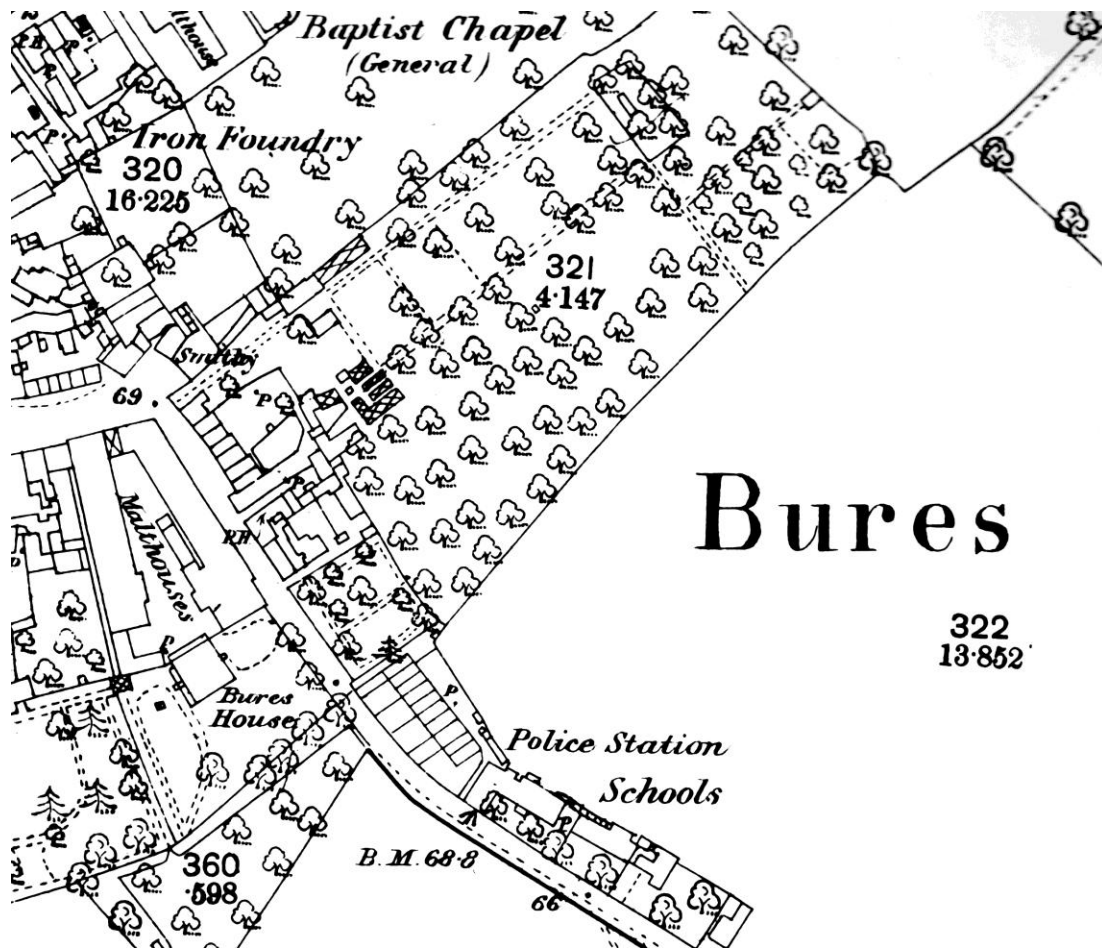 Malthouse
P.H.
P
Baptist Chapel
(General)
P
Iron Foundry
320
16·225
321
4·147
Smithy
69
P
Malthouses
P
P.H.
Bures
322
13·852
P
P
Bures
House
Police Station
Schools
P
B.M. 68·8
360
·598
66